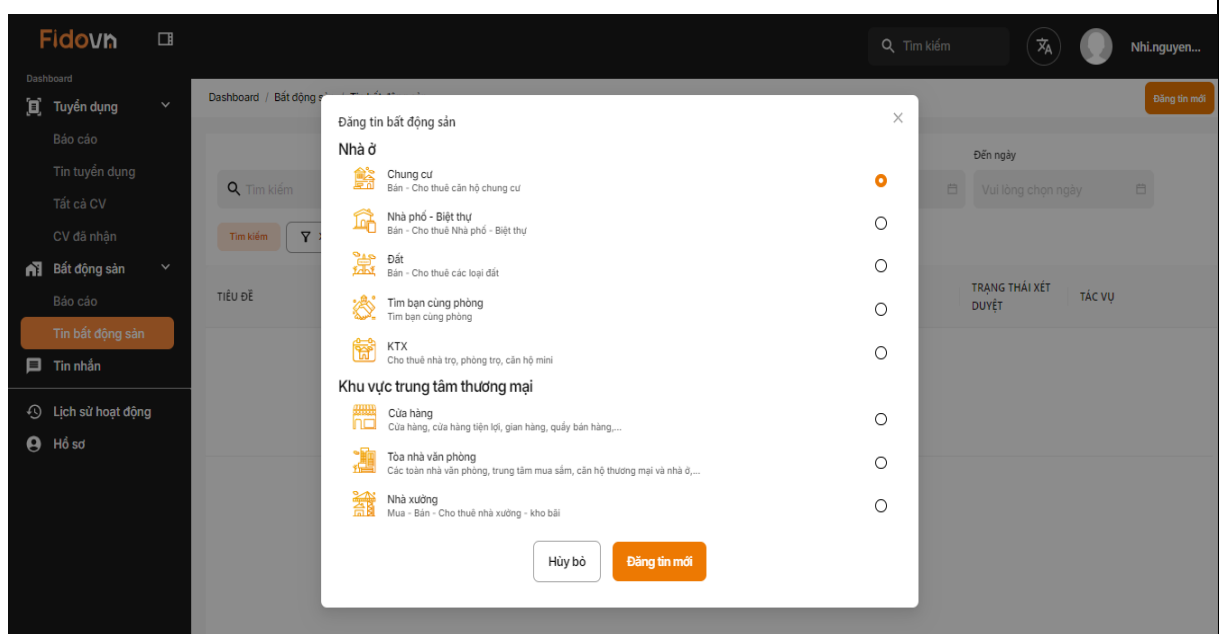 Fidovn
Tìm kiếm
Nhi.nguyen...
Dashboard
Tuyển dụng
Báo cáo
Tin tuyển dụng
Tất cả CV
CV đã nhận
Bất động sản
Báo cáo
Tin bất động sản
Tin nhắn
Lịch sử hoạt động
Hồ sơ
Dashboard / Bất động
Đăng tin mới
Đến ngày
Tìm kiếm
Vui lòng chọn ngày
Tìm kiếm
TIÊU ĐỀ
TRẠNG THÁI XÉT
DUYỆT
TÁC VỤ
Đăng tin bất động sản
Nhà ở
Chung cư
Bán - Cho thuê căn hộ chung cư
Nhà phố - Biệt thự
Bán - Cho thuê Nhà phố - Biệt thự
Đất
Bán - Cho thuê các loại đất
Tìm bạn cùng phòng
Tìm bạn cùng phòng
KTX
Cho thuê nhà trọ, phòng trọ, căn hộ mini
Khu vực trung tâm thương mại
Cửa hàng
Cửa hàng, cửa hàng tiện lợi, gian hàng, quầy bán hàng,...
Tòa nhà văn phòng
Các toàn nhà văn phòng, trung tâm mua sắm, căn hộ thương mại và nhà ở,...
Nhà xưởng
Mua - Bán - Cho thuê nhà xưởng - kho bãi
Hủy bỏ
Đăng tin mới